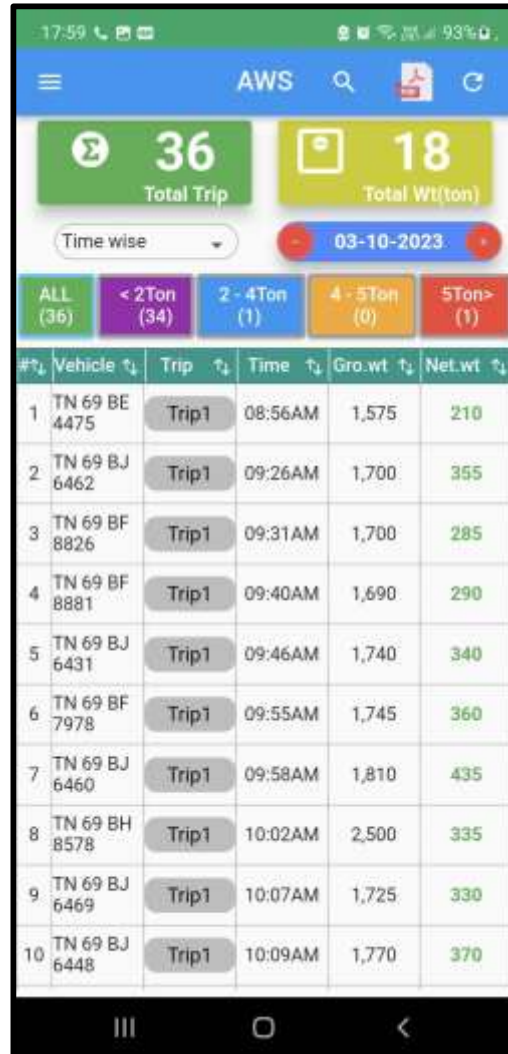 17:59 93%
AWS
36
Total Trip
18
Total Wt(ton)
Time wise
- 03-10-2023
ALL < 2Ton 2 - 4Ton 4 - 5Ton 5Ton>
(36) (34) (1) (0) (1)
# Vehicle Trip Time Gro.wt Net.wt
1 TN 69 BE 4475 Trip1 08:56AM 1,575 210
2 TN 69 BJ 6462 Trip1 09:26AM 1,700 355
3 TN 69 BF 8826 Trip1 09:31AM 1,700 285
4 TN 69 BF 8881 Trip1 09:40AM 1,690 290
5 TN 69 BJ 6431 Trip1 09:46AM 1,740 340
6 TN 69 BF 7978 Trip1 09:55AM 1,745 360
7 TN 69 BJ 6460 Trip1 09:58AM 1,810 435
8 TN 69 BH 8578 Trip1 10:02AM 2,500 335
9 TN 69 BJ 6469 Trip1 10:07AM 1,725 330
10 TN 69 BJ 6448 Trip1 10:09AM 1,770 370